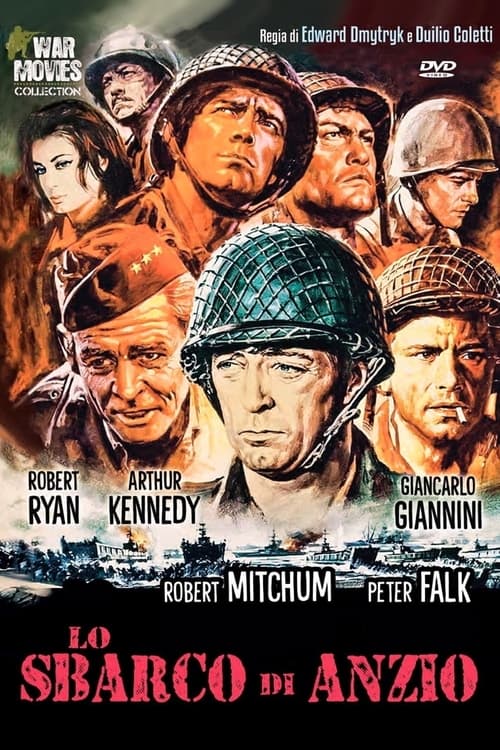 WAR
MOVIES
COLLECTION
Regia di Edward Dmytryk e Duilio Coletti
DVD
VIDEO
ROBERT
RYAN
ARTHUR
KENNEDY
GIANCARLO
GIANNINI
ROBERT MITCHUM
PETER FALK
LO
SBARCO DI ANZIO